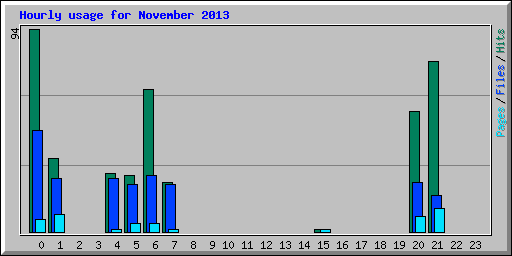 Hourly usage for November 2013
94
Pages/Files/Hits
0 1 2 3 4 5 6 7 8 9 10 11 12 13 14 15 16 17 18 19 20 21 22 23